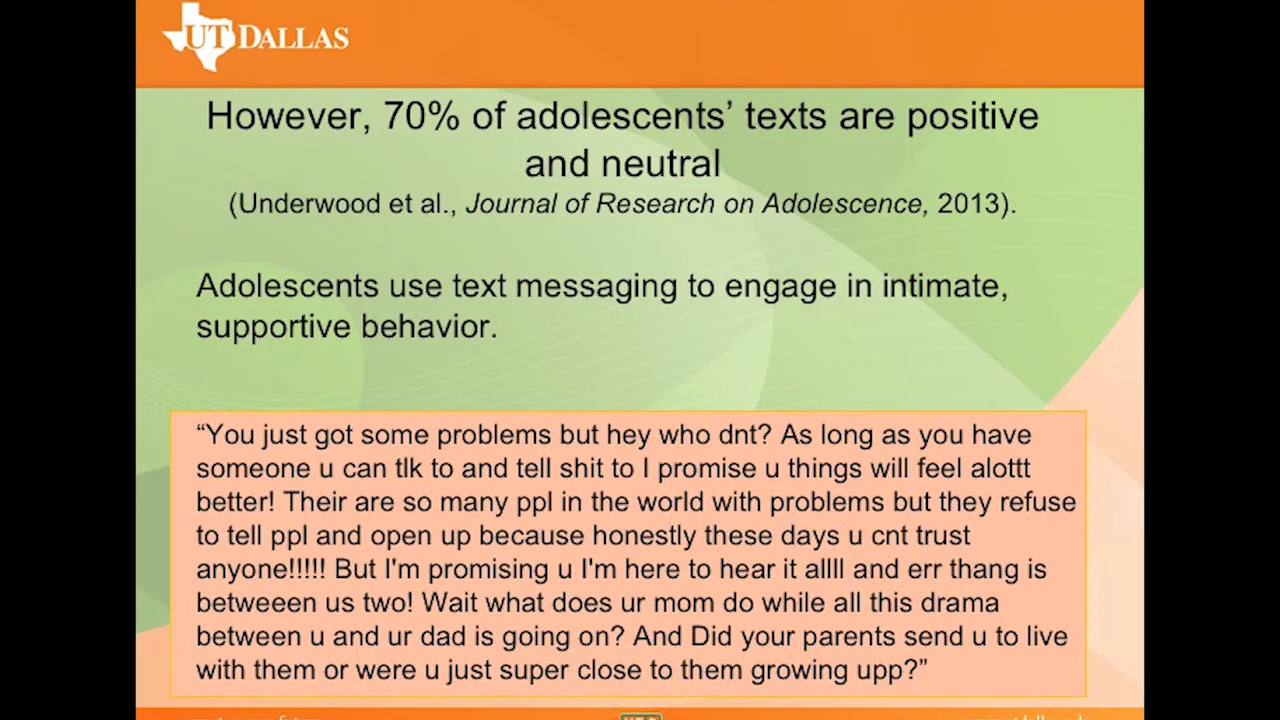 UT DALLAS
However, 70% of adolescents’ texts are positive
and neutral
(Underwood et al., Journal of Research on Adolescence, 2013).
Adolescents use text messaging to engage in intimate,
supportive behavior.
“You just got some problems but hey who dnt? As long as you have
someone u can tlk to and tell shit to I promise u things will feel alottt
better! Their are so many ppl in the world with problems but they refuse
to tell ppl and open up because honestly these days u cnt trust
anyone!!!!! But I'm promising u I'm here to hear it allll and err thang is
betweeen us two! Wait what does ur mom do while all this drama
between u and ur dad is going on? And Did your parents send u to live
with them or were u just super close to them growing upp?”